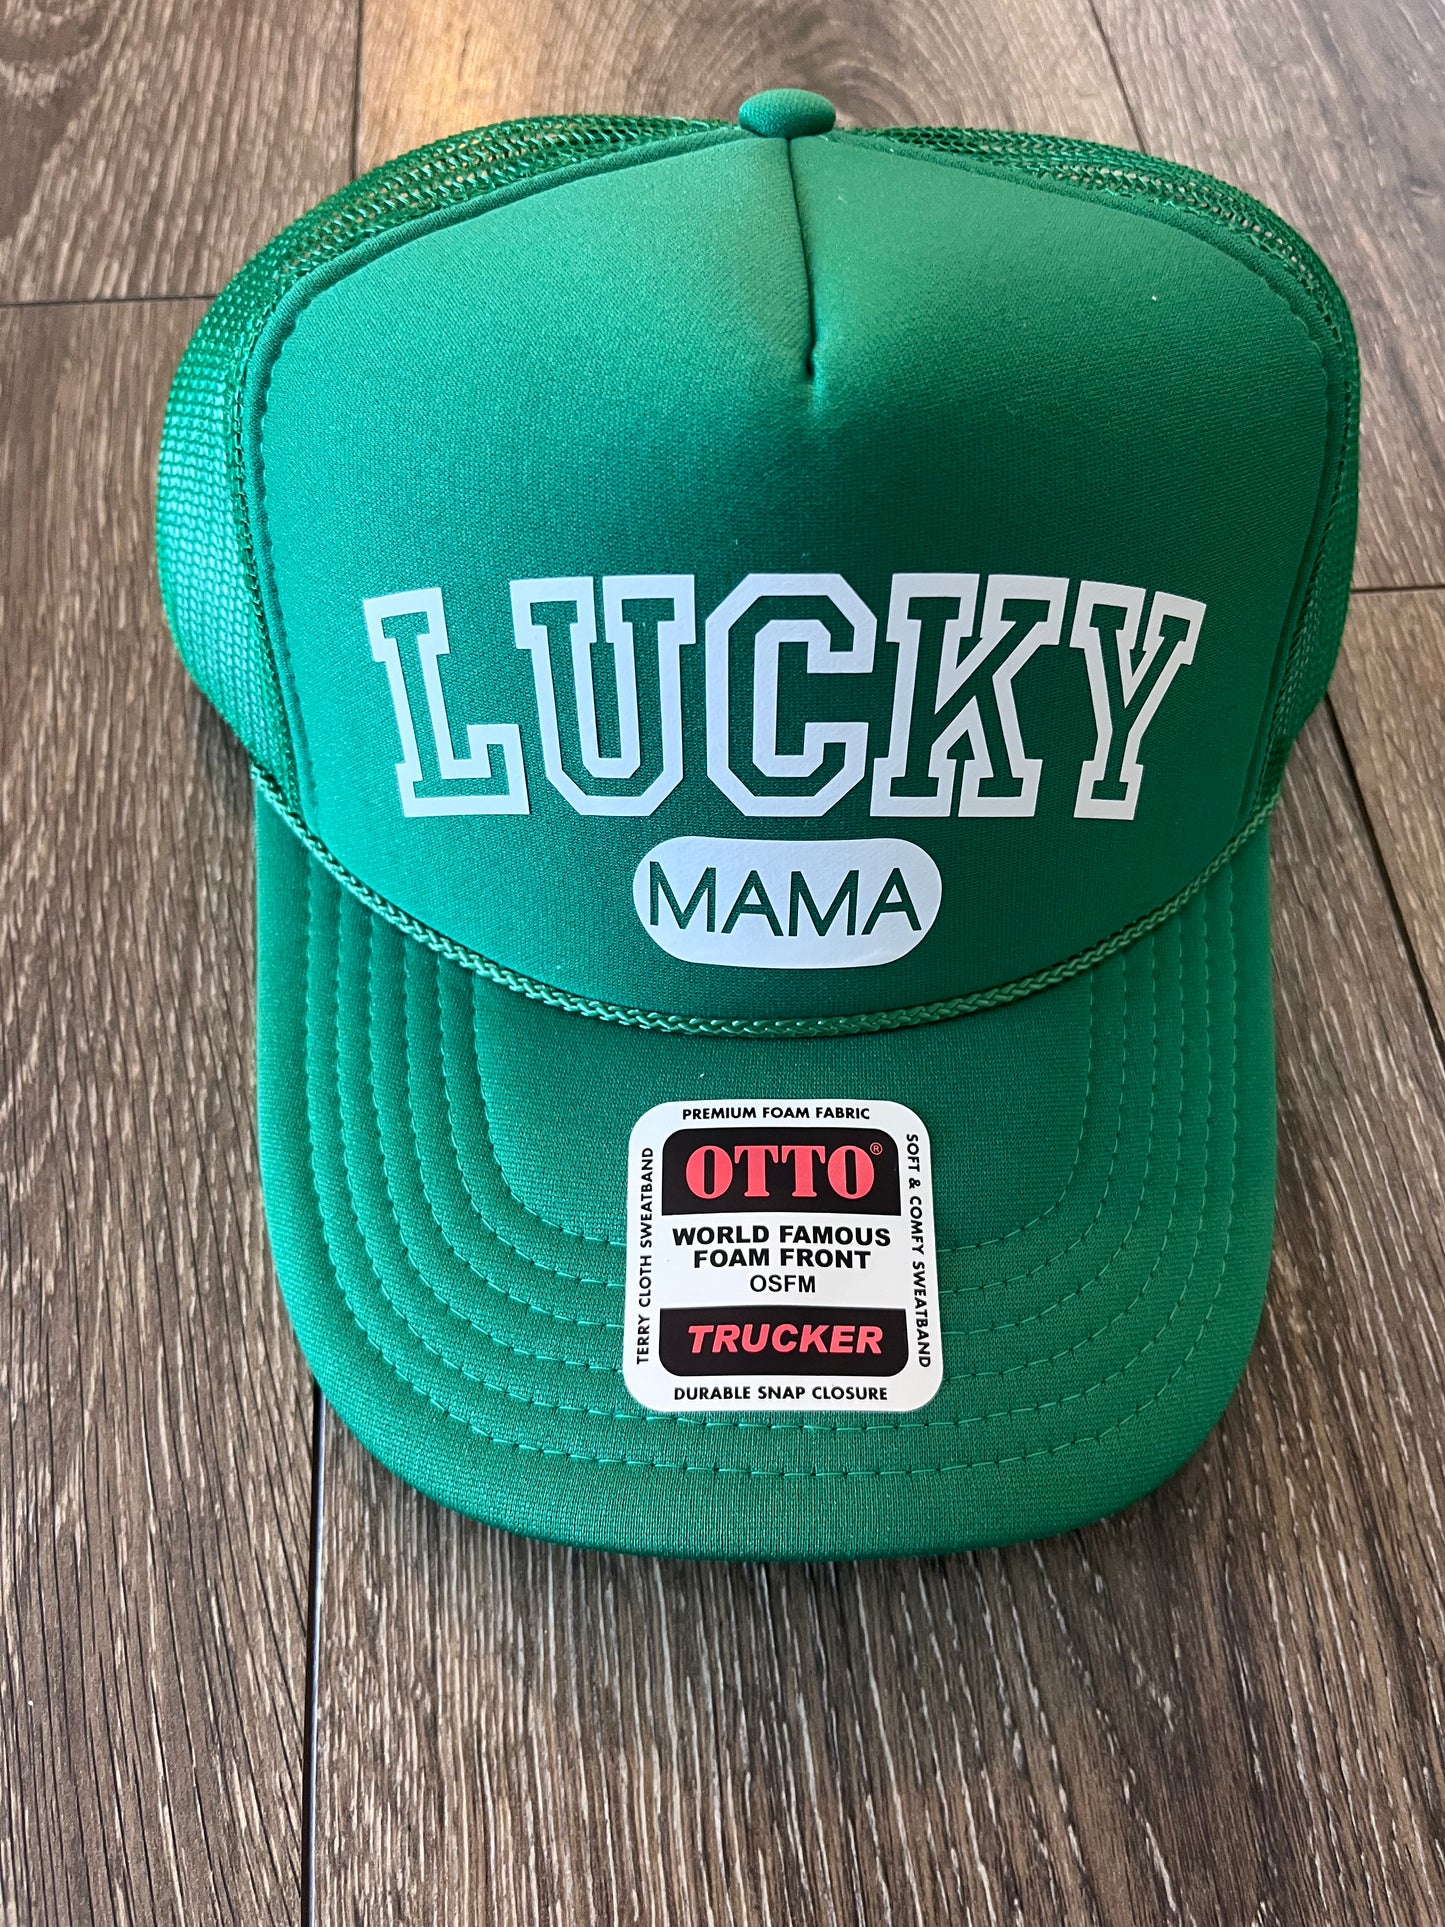 LUCKY
MAMA
PREMIUM FOAM FABRIC
OTTO®
WORLD FAMOUS
FOAM FRONT
OSFM
TRUCKER
DURABLE SNAP CLOSURE
TERRY CLOTH SWEATBAND
SOFT & COMFY SWEATBAND